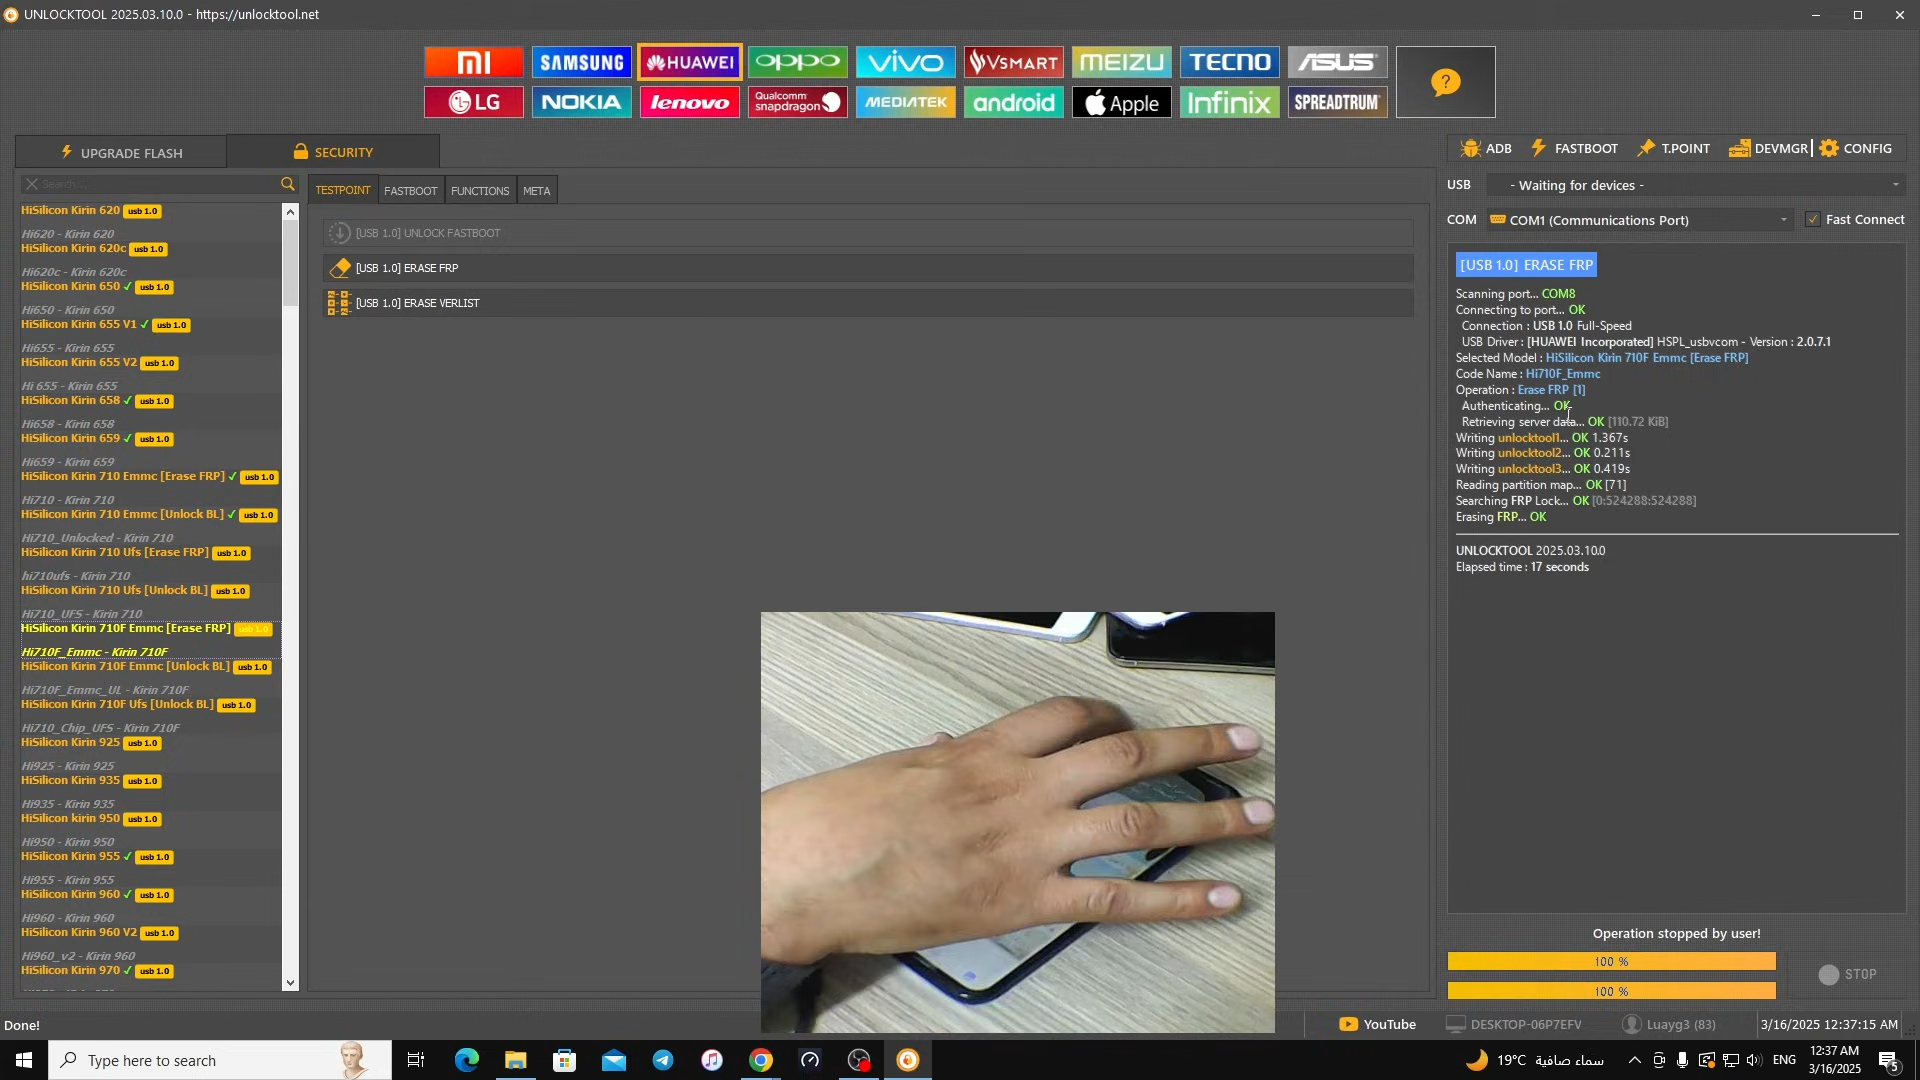 UNLOCKTOOL 2025.03.10.0 - https://unlocktool.net
MI
SAMSUNG
HUAWEI
oppo
vivo
VSMART
MEIZU
TECNO
ASUS
LG
NOKIA
lenovo
Qualcomm snapdragon
MEDIATEK
android
Apple
Infinix
SPREADTRUM
?
UPGRADE FLASH
SECURITY
ADB
FASTBOOT
T.POINT
DEVMGR
CONFIG
Search...
TESTPOINT
FASTBOOT
FUNCTIONS
META
USB - Waiting for devices -
COM COM1 (Communications Port)
Fast Connect
HiSilicon Kirin 620 usb 1.0
Hi620 - Kirin 620
HiSilicon Kirin 620c usb 1.0
Hi620c - Kirin 620c
HiSilicon Kirin 650 ✓ usb 1.0
Hi650 - Kirin 650
HiSilicon Kirin 655 V1 ✓ usb 1.0
Hi655 - Kirin 655
HiSilicon Kirin 655 V2 usb 1.0
Hi 655 - Kirin 655
HiSilicon Kirin 658 ✓ usb 1.0
Hi658 - Kirin 658
HiSilicon Kirin 659 ✓ usb 1.0
Hi659 - Kirin 659
HiSilicon Kirin 710 Emmc [Erase FRP] ✓ usb 1.0
Hi710 - Kirin 710
HiSilicon Kirin 710 Emmc [Unlock BL] ✓ usb 1.0
Hi710_Unlocked - Kirin 710
HiSilicon Kirin 710 Ufs [Erase FRP] usb 1.0
hi710ufs - Kirin 710
HiSilicon Kirin 710 Ufs [Unlock BL] usb 1.0
Hi710_UFS - Kirin 710
HiSilicon Kirin 710F Emmc [Erase FRP] usb 1.0
Hi710F_Emmc - Kirin 710F
HiSilicon Kirin 710F Emmc [Unlock BL] usb 1.0
Hi710F_Emmc_UL - Kirin 710F
HiSilicon Kirin 710F Ufs [Unlock BL] usb 1.0
Hi710_Chip_UFS - Kirin 710F
HiSilicon Kirin 925 usb 1.0
Hi925 - Kirin 925
HiSilicon Kirin 935 usb 1.0
Hi935 - Kirin 935
HiSilicon kirin 950 usb 1.0
Hi950 - Kirin 950
HiSilicon Kirin 955 ✓ usb 1.0
Hi955 - Kirin 955
HiSilicon Kirin 960 ✓ usb 1.0
Hi960 - Kirin 960
HiSilicon Kirin 960 V2 usb 1.0
Hi960_v2 - Kirin 960
HiSilicon Kirin 970 ✓ usb 1.0
[USB 1.0] UNLOCK FASTBOOT
[USB 1.0] ERASE FRP
[USB 1.0] ERASE VERLIST
[USB 1.0] ERASE FRP
Scanning port... COM8
Connecting to port... OK
Connection : USB 1.0 Full-Speed
USB Driver : [HUAWEI Incorporated] HSPL_usbvcom - Version : 2.0.7.1
Selected Model : HiSilicon Kirin 710F Emmc [Erase FRP]
Code Name : Hi710F_Emmc
Operation : Erase FRP [1]
Authenticating... OK
Retrieving server data... OK [110.72 KiB]
Writing unlocktool1... OK 1.367s
Writing unlocktool2... OK 0.211s
Writing unlocktool3... OK 0.419s
Reading partition map... OK [71]
Searching FRP Lock... OK [0:524288:524288]
Erasing FRP... OK
UNLOCKTOOL 2025.03.10.0
Elapsed time : 17 seconds
Operation stopped by user!
100 %
100 %
STOP
Done!
YouTube
DESKTOP-06P7EFV
Luayg3 (83)
3/16/2025 12:37:15 AM
Type here to search
19°C سماء صافية
ENG
12:37 AM
3/16/2025
5